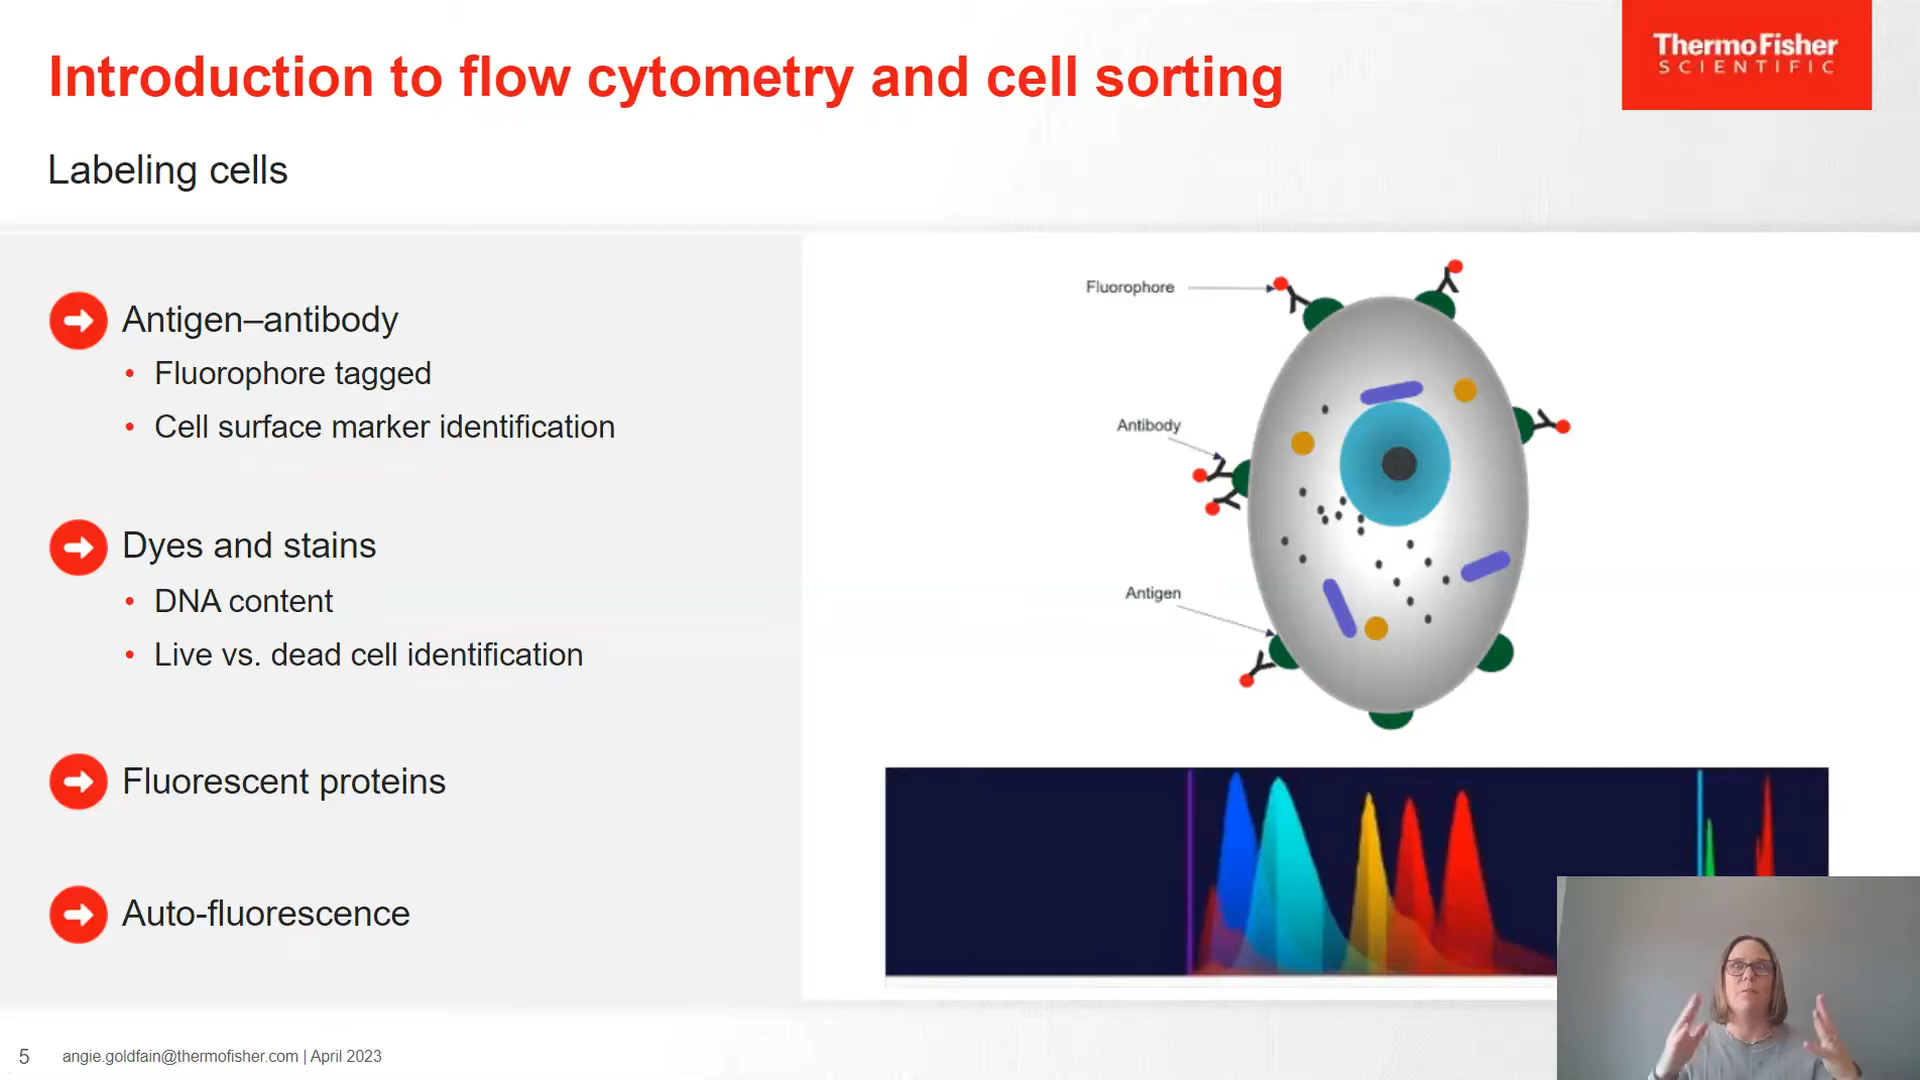 Introduction to flow cytometry and cell sorting
ThermoFisher
SCIENTIFIC
Labeling cells
Antigen–antibody
• Fluorophore tagged
• Cell surface marker identification
Dyes and stains
• DNA content
• Live vs. dead cell identification
Fluorescent proteins
Auto-fluorescence
Fluorophore
Antibody
Antigen
5 angie.goldfain@thermofisher.com | April 2023